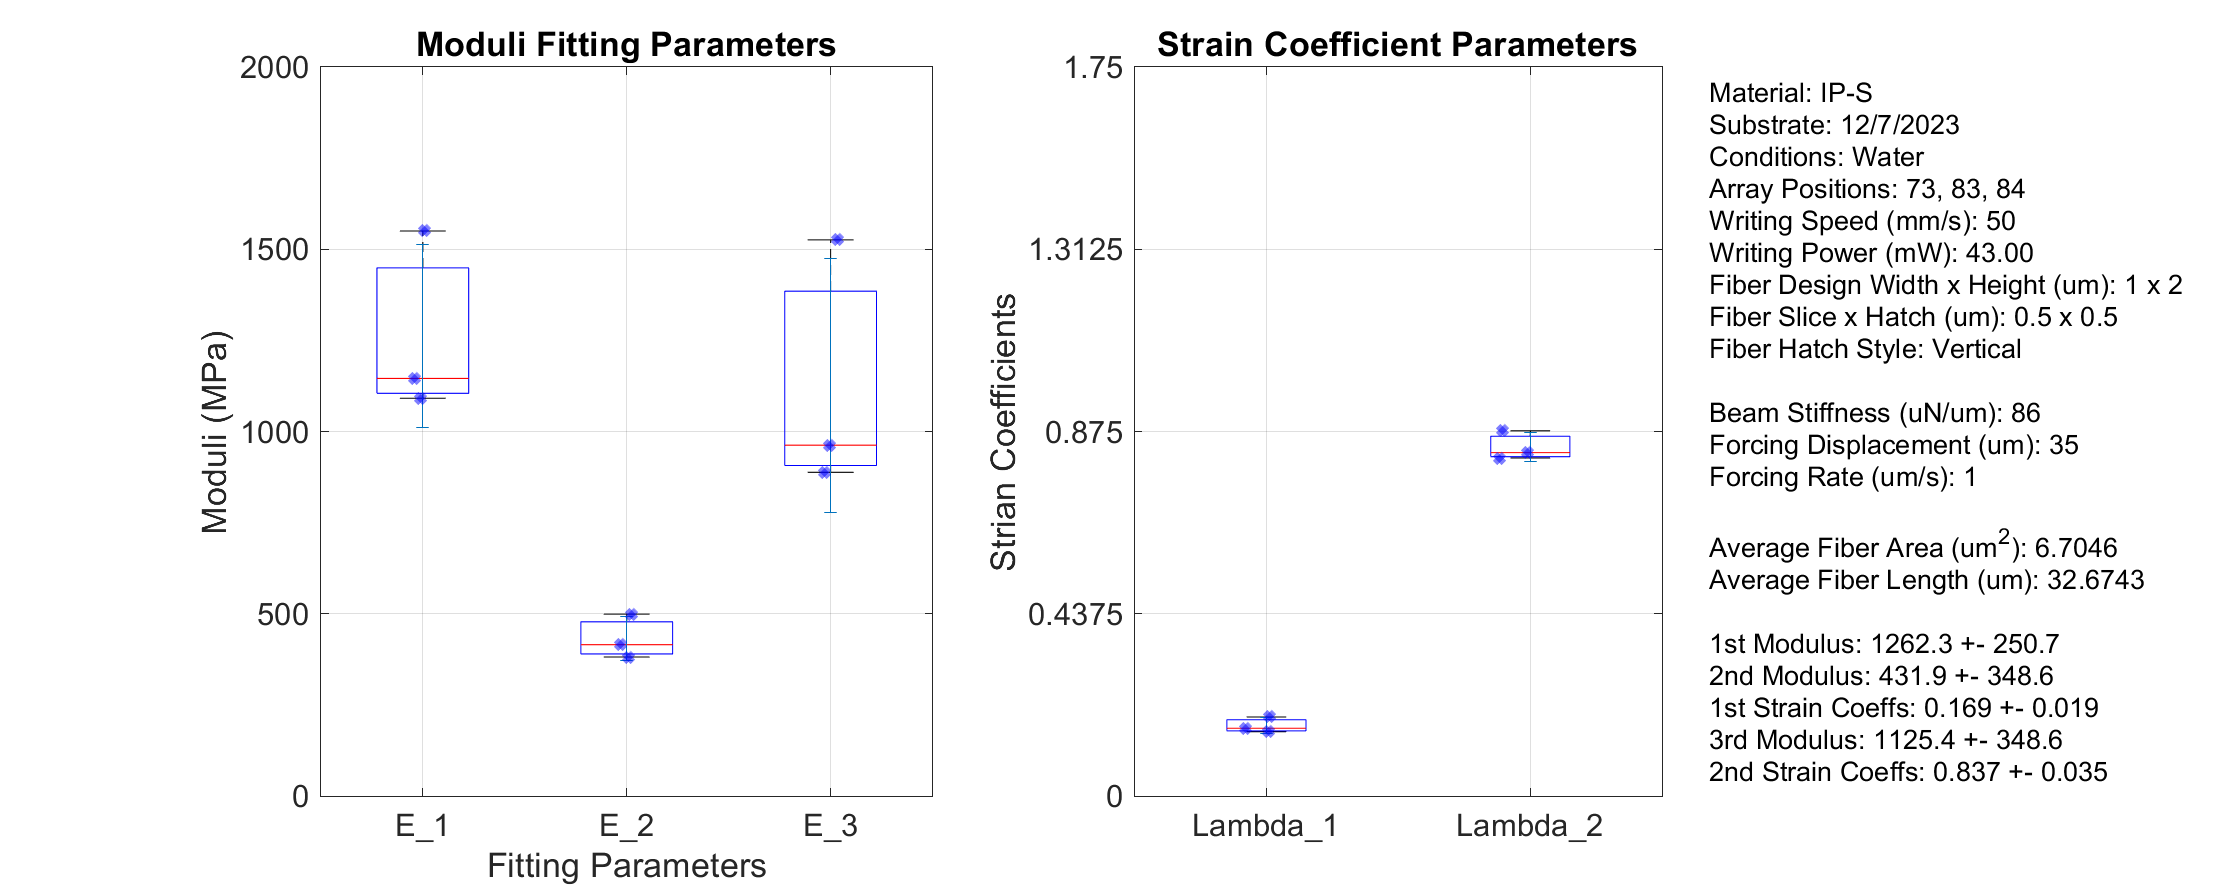 Moduli Fitting Parameters
2000
1500
1000
500
0
Moduli (MPa)
E_1
E_2
E_3
Fitting Parameters
Strain Coefficient Parameters
1.75
1.3125
0.875
0.4375
0
Strian Coefficients
Lambda_1
Lambda_2
Material: IP-S
Substrate: 12/7/2023
Conditions: Water
Array Positions: 73, 83, 84
Writing Speed (mm/s): 50
Writing Power (mW): 43.00
Fiber Design Width x Height (um): 1 x 2
Fiber Slice x Hatch (um): 0.5 x 0.5
Fiber Hatch Style: Vertical
Beam Stiffness (uN/um): 86
Forcing Displacement (um): 35
Forcing Rate (um/s): 1
Average Fiber Area (um²): 6.7046
Average Fiber Length (um): 32.6743
1st Modulus: 1262.3 +- 250.7
2nd Modulus: 431.9 +- 348.6
1st Strain Coeffs: 0.169 +- 0.019
3rd Modulus: 1125.4 +- 348.6
2nd Strain Coeffs: 0.837 +- 0.035